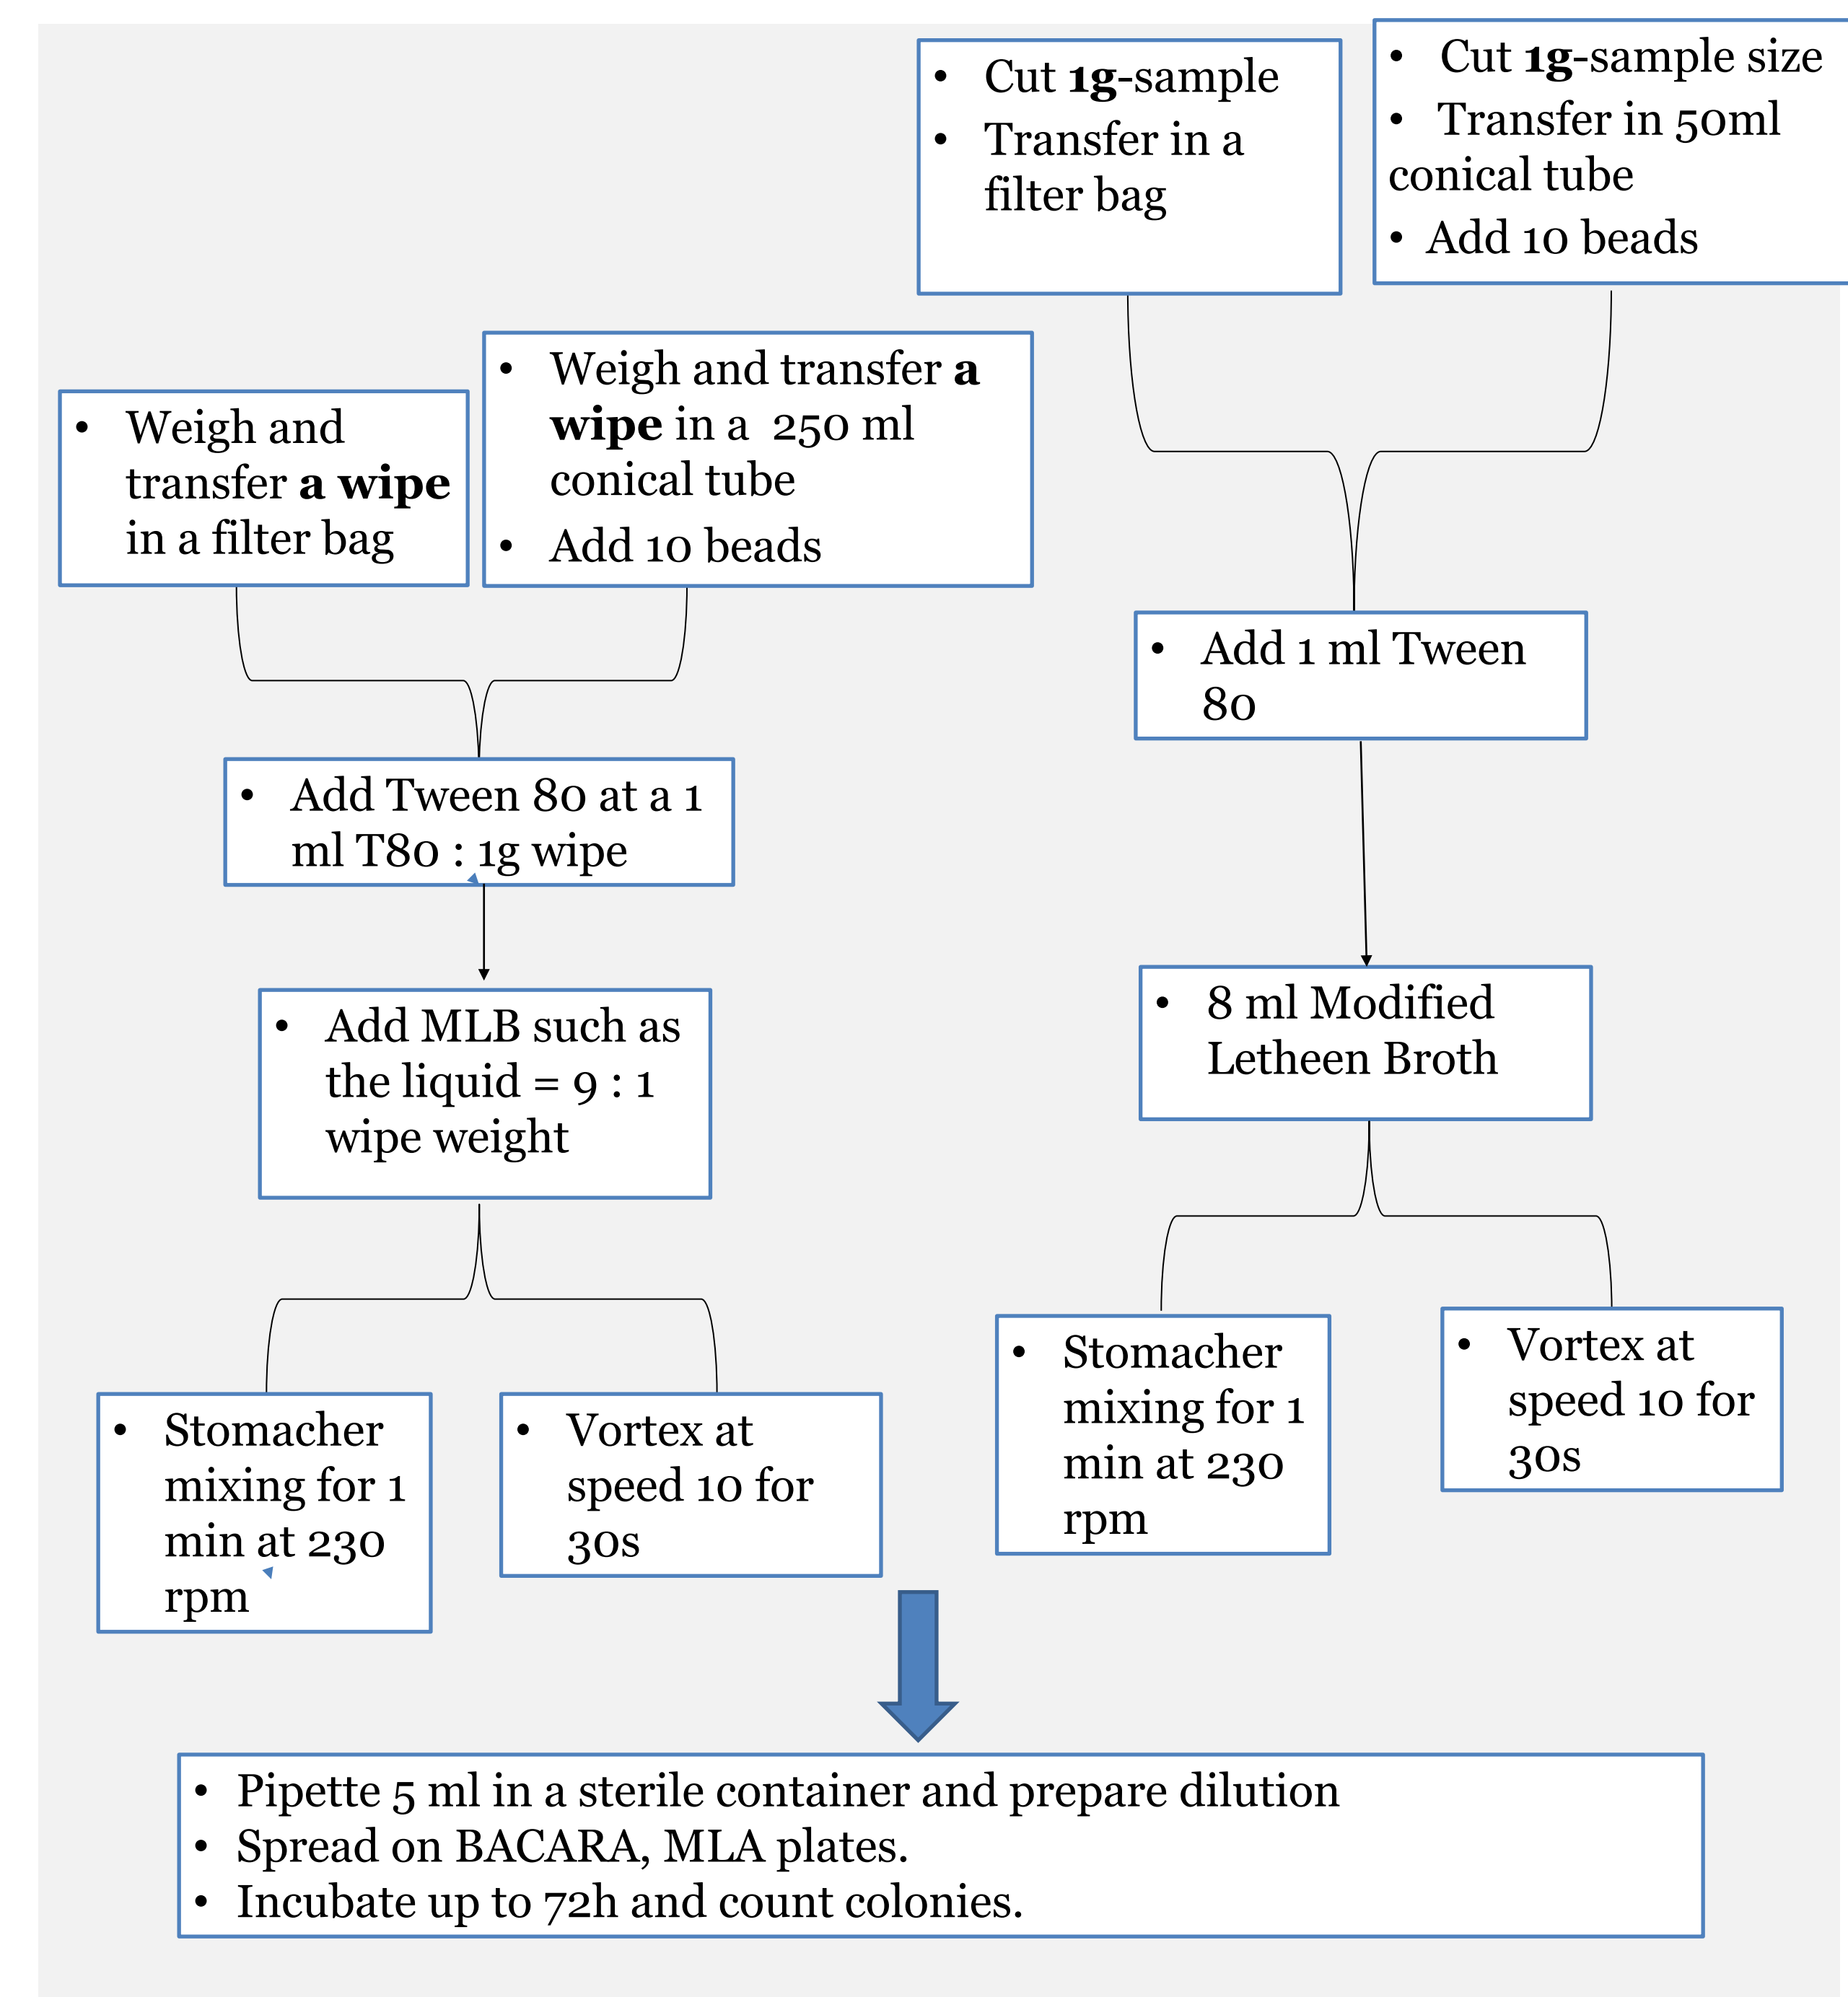 • Cut 1g-sample
• Transfer in a
filter bag
• Cut 1g-sample size
• Transfer in 50ml
conical tube
• Add 10 beads
• Weigh and
transfer a wipe
in a filter bag
• Weigh and transfer a
wipe in a 250 ml
conical tube
• Add 10 beads
• Add 1 ml Tween
80
• Add Tween 80 at a 1
ml T80 : 1g wipe
• 8 ml Modified
Letheen Broth
• Add MLB such as
the liquid = 9 : 1
wipe weight
• Stomacher
mixing for 1
min at 230
rpm
• Vortex at
speed 10 for
30s
• Stomacher
mixing for 1
min at 230
rpm
• Vortex at
speed 10 for
30s
• Pipette 5 ml in a sterile container and prepare dilution
• Spread on BACARA, MLA plates.
• Incubate up to 72h and count colonies.